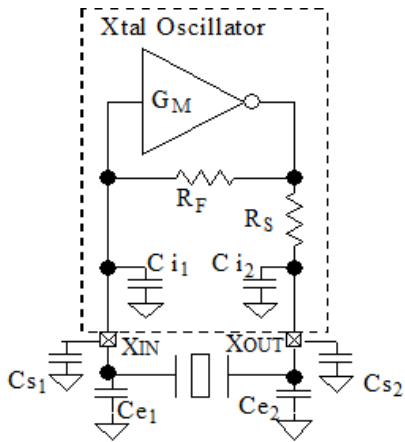 Xtal Oscillator
GM
RF
RS
Ci1 Ci2
XIN XOUT
Cs1 Cs2
Ce1 Ce2